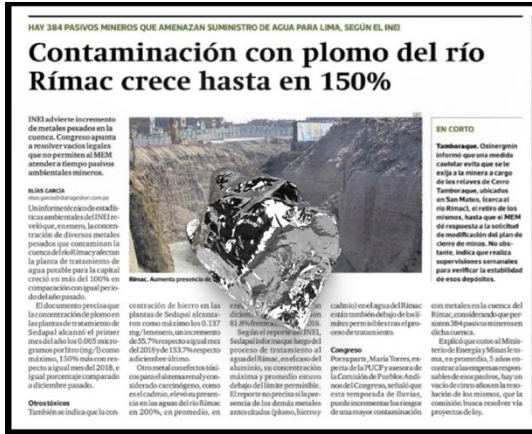 HAY 384 PASIVOS MINEROS QUE AMENAZAN SUMINISTRO DE AGUA PARA LIMA, SEGÚN EL INEI
Contaminación con plomo del río
Rímac crece hasta en 150%
INEI advierte incremento
de metales pesados en la
cuenca. Congreso apunta
a resolver vacíos legales
que no permiten al MEM
atender a tiempo pasivos
ambientales mineros.
ELÍAS GARCÍA
elias.garcia@diariogestion.com.pe
Un informe técnico de estadís-
ticas ambientales del INEI re-
veló que, en enero, la concen-
tración de diversos metales
pesados que contaminan la
cuenca del río Rímac y afectan
la planta de tratamiento de
agua potable para la capital
creció en más del 100% en
comparación con igual perio-
do del año pasado.
El documento precisa que
la concentración de plomo en
las plantas de tratamiento de
Sedapal alcanzó el primer
mes del año los 0.005 micro-
gramos por litro (mg/l) como
máximo, 150% más con res-
pecto a igual mes del 2018, e
igual porcentaje comparado
a diciembre pasado.
Otros tóxicos
También se indica que la con-
Rímac. Aumenta presencia de
centración de hierro en las
plantas de Sedapal alcanza-
ron como máximo los 0.137
mg/l en enero, un incremento
de 55.7% respecto a igual mes
del 2018 y de 153.7% respecto
a diciembre último.
Otro metal con efectos tóxi-
cos para el sistema renal y con-
siderado carcinógeno, como
es el cadmio, elevó su presen-
cia en las aguas del río Rímac
en 200%, en promedio, en
81.8% frente a 2018.
Según el reporte del INEI,
Sedapal informa que luego del
proceso de tratamiento al
agua del Rímac, en el caso del
aluminio, su concentración
máxima y promedio estuvo
debajo del límite permisible.
El reporte no precisa si la pre-
sencia de los demás metales
antes citados (plomo, hierro y
cadmio) en el agua del Rímac
están también debajo de los lí-
mites permisibles tras el pro-
ceso de tratamiento.
Congreso
Por su parte, María Torres, ex-
perta de la PUCP y asesora de
la Comisión de Pueblos Andi-
nos del Congreso, señaló que
esta temporada de lluvias,
puede incrementar los riesgos
de una mayor contaminación
EN CORTO
Tamboraque. Osinergmin
informó que una medida
cautelar evita que se le
exija a la minera a cargo
de los relaves de Cerro
Tamboraque, ubicados
en San Mateo, (cerca al
río Rímac), el retiro de los
mismos, hasta que el MEM
dé respuesta a la solicitud
de modificación del plan de
cierre de minas. No obs-
tante, indica que realiza
supervisiones semanales
para verificar la estabilidad
de esos depósitos.
con metales en la cuenca del
Rímac, considerando que per-
sisten 384 pasivos mineros en
dicha cuenca.
Explicó que como al Minis-
terio de Energía y Minas le to-
ma, en promedio, 5 años en-
contrar a las empresas respon-
sables de esos pasivos, hay un
vacío de cinco años en la reso-
lución de los mismos, que la
comisión busca resolver vía
proyectos de ley.